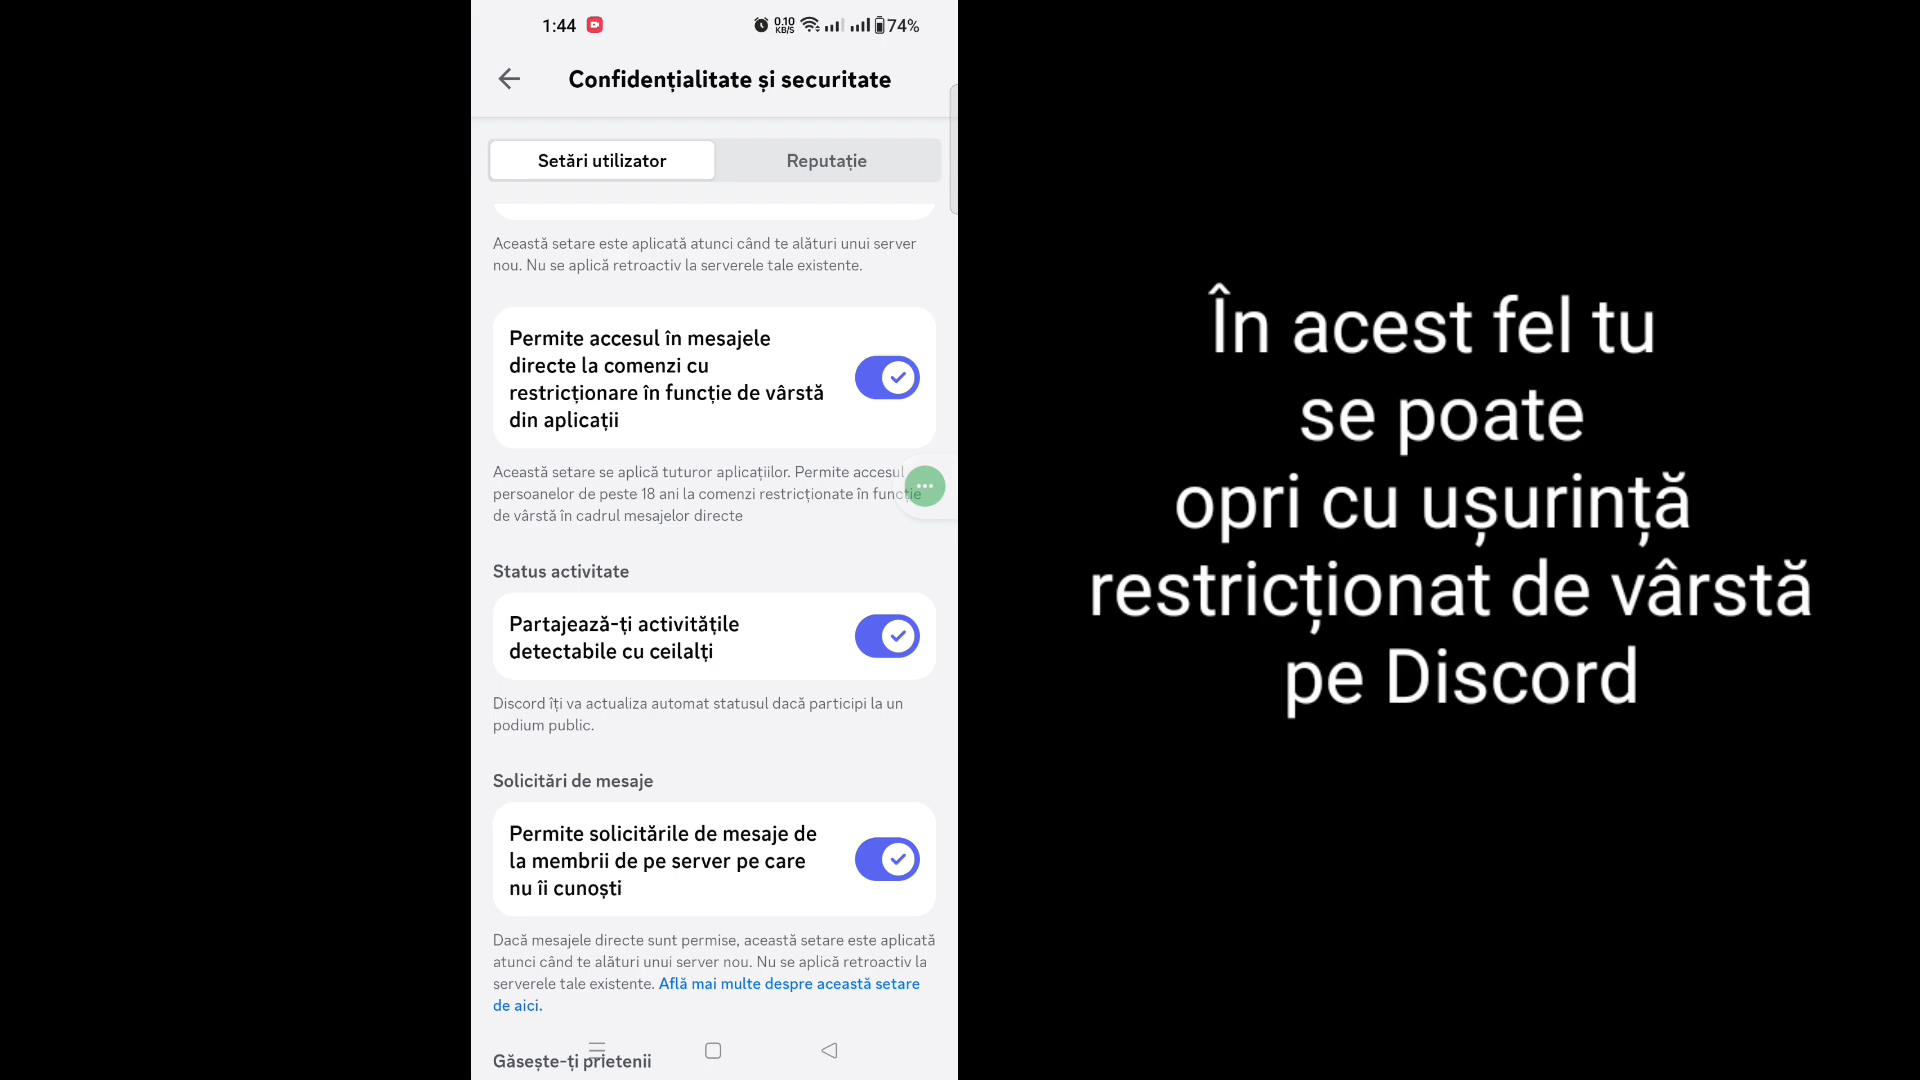 1:44
0.10
KB/S
74%
Confidențialitate și securitate
Setări utilizator
Reputație
Această setare este aplicată atunci când te alături unui server
nou. Nu se aplică retroactiv la serverele tale existente.
Permite accesul în mesajele
directe la comenzi cu
restricționare în funcție de vârstă
din aplicații
Această setare se aplică tuturor aplicațiilor. Permite accesul
persoanelor de peste 18 ani la comenzi restricționate în funcție
de vârstă în cadrul mesajelor directe
Status activitate
Partajează-ți activitățile
detectabile cu ceilalți
Discord îți va actualiza automat statusul dacă participi la un
podium public.
Solicitări de mesaje
Permite solicitările de mesaje de
la membrii de pe server pe care
nu îi cunoști
Dacă mesajele directe sunt permise, această setare este aplicată
atunci când te alături unui server nou. Nu se aplică retroactiv la
serverele tale existente. Află mai multe despre această setare
de aici.
Găsește-ți prietenii
În acest fel tu
se poate
opri cu ușurință
restricționat de vârstă
pe Discord